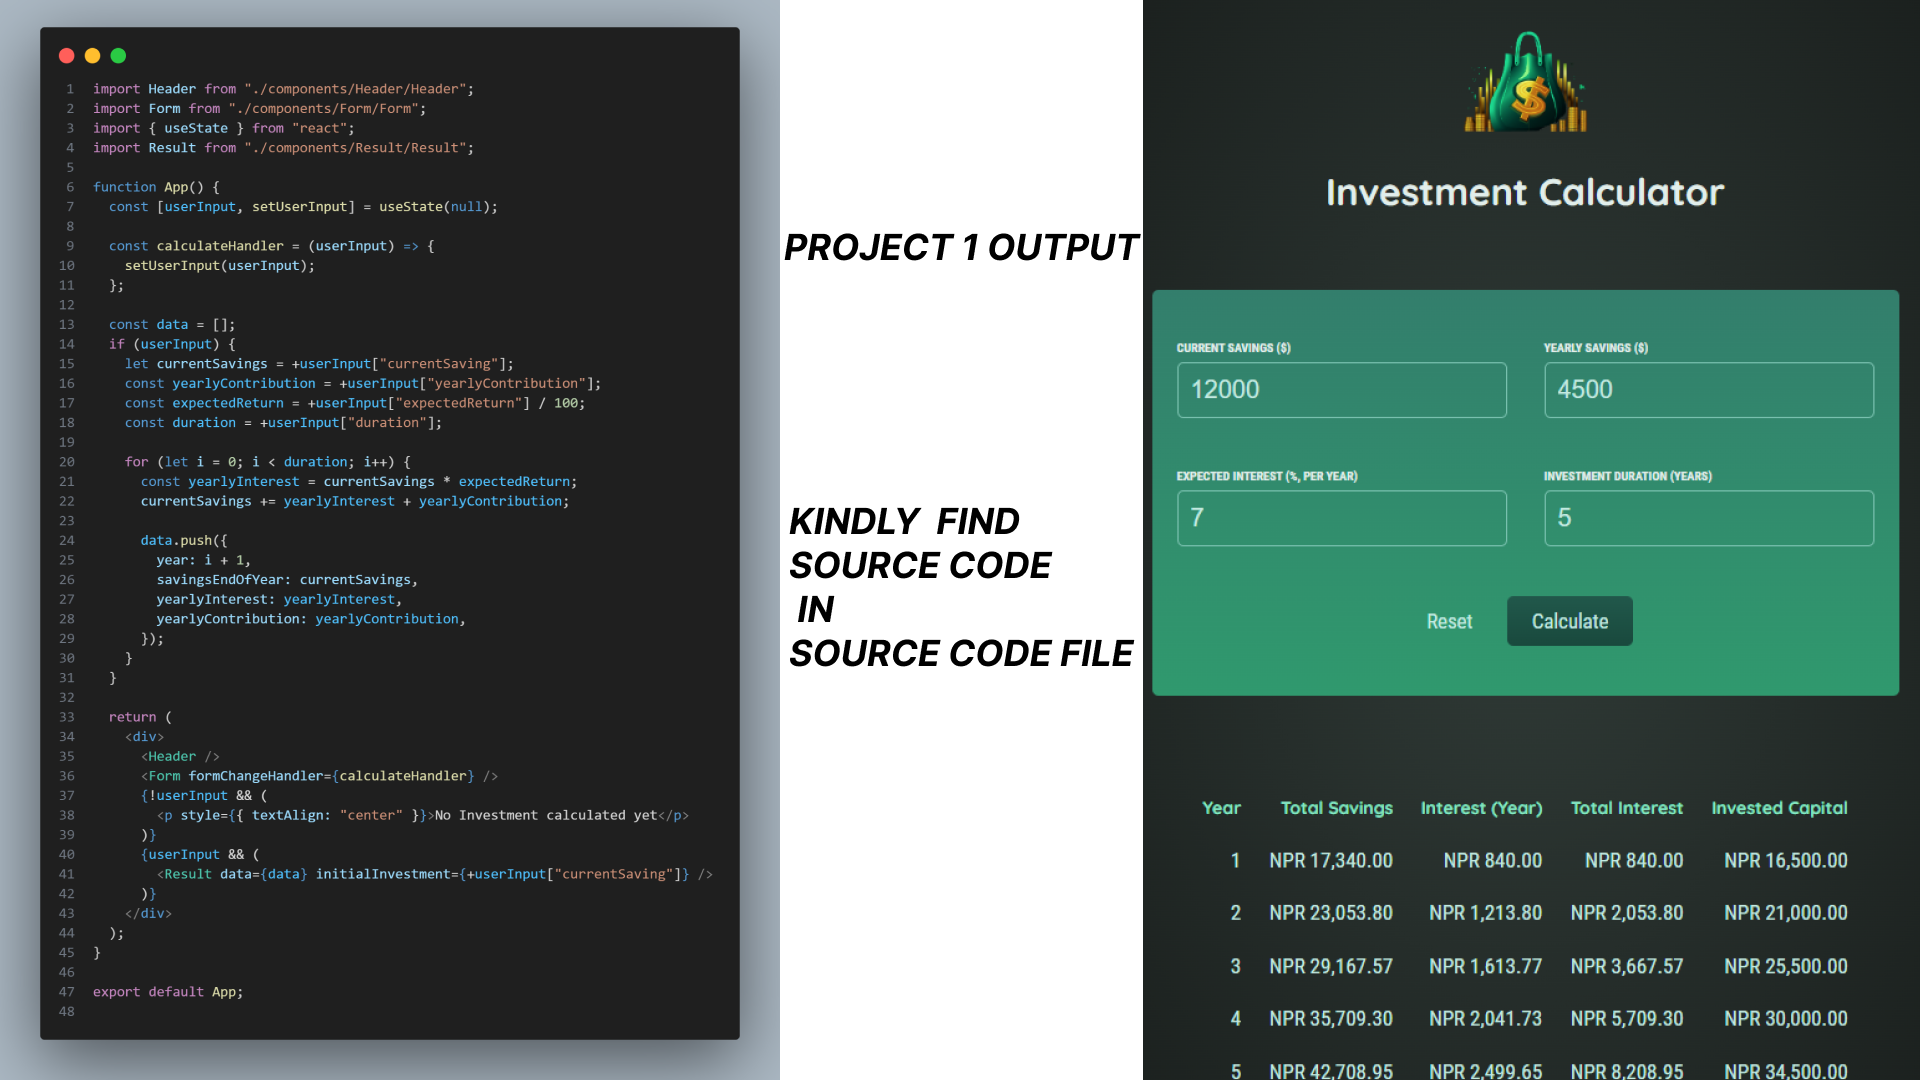 1 import Header from "./components/Header/Header";
2 import Form from "./components/Form/Form";
3 import { useState } from "react";
4 import Result from "./components/Result/Result";
5
6 function App() {
7   const [userInput, setUserInput] = useState(null);
8
9   const calculateHandler = (userInput) => {
10     setUserInput(userInput);
11   };
12
13   const data = [];
14   if (userInput) {
15     let currentSavings = +userInput["currentSaving"];
16     const yearlyContribution = +userInput["yearlyContribution"];
17     const expectedReturn = +userInput["expectedReturn"] / 100;
18     const duration = +userInput["duration"];
19
20     for (let i = 0; i < duration; i++) {
21       const yearlyInterest = currentSavings * expectedReturn;
22       currentSavings += yearlyInterest + yearlyContribution;
23
24       data.push({
25         year: i + 1,
26         savingsEndOfYear: currentSavings,
27         yearlyInterest: yearlyInterest,
28         yearlyContribution: yearlyContribution,
29       });
30     }
31   }
32
33   return (
34     <div>
35       <Header />
36       <Form formChangeHandler={calculateHandler} />
37       {!userInput && (
38         <p style={{ textAlign: "center" }}>No Investment calculated yet</p>
39       )}
40       {userInput && (
41         <Result data={data} initialInvestment={+userInput["currentSaving"]} />
42       )}
43     </div>
44   );
45 }
46
47 export default App;
48
PROJECT 1 OUTPUT
KINDLY FIND
SOURCE CODE
IN
SOURCE CODE FILE
$
Investment Calculator
CURRENT SAVINGS ($) YEARLY SAVINGS ($)
12000 4500
EXPECTED INTEREST (%, PER YEAR) INVESTMENT DURATION (YEARS)
7 5
Reset Calculate
Year Total Savings Interest (Year) Total Interest Invested Capital
1 NPR 17,340.00 NPR 840.00 NPR 840.00 NPR 16,500.00
2 NPR 23,053.80 NPR 1,213.80 NPR 2,053.80 NPR 21,000.00
3 NPR 29,167.57 NPR 1,613.77 NPR 3,667.57 NPR 25,500.00
4 NPR 35,709.30 NPR 2,041.73 NPR 5,709.30 NPR 30,000.00
5 NPR 42,708.95 NPR 2,499.65 NPR 8,208.95 NPR 34,500.00